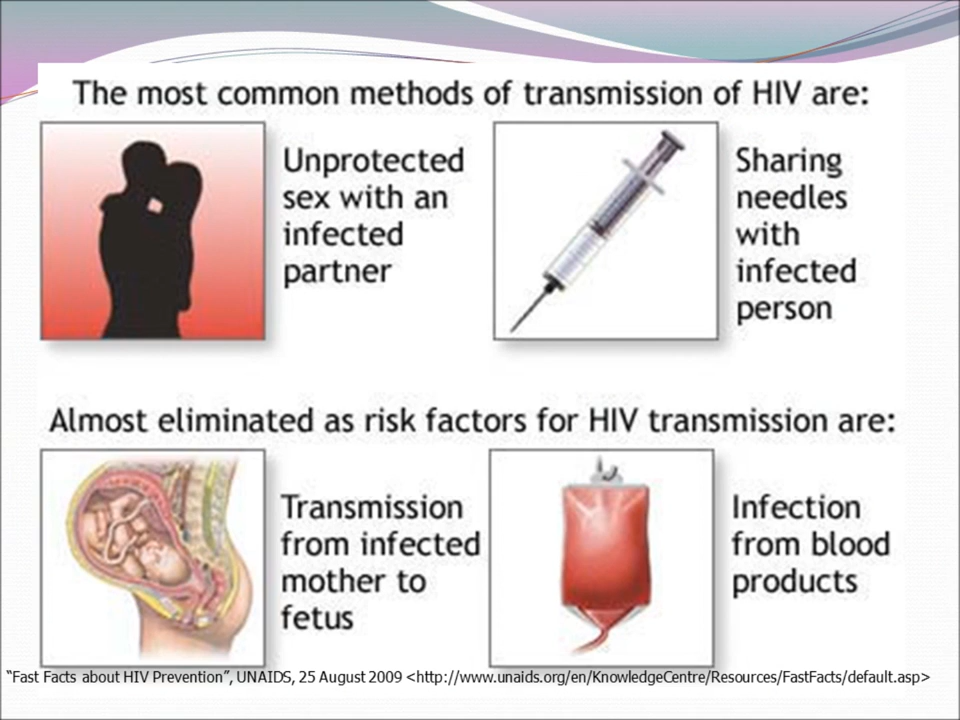 The most common methods of transmission of HIV are:
Unprotected
sex with an
infected
partner
Sharing
needles
with
infected
person
Almost eliminated as risk factors for HIV transmission are:
Transmission
from infected
mother to
fetus
Infection
from blood
products
“Fast Facts about HIV Prevention”, UNAIDS, 25 August 2009 <http://www.unaids.org/en/KnowledgeCentre/Resources/FastFacts/default.asp>